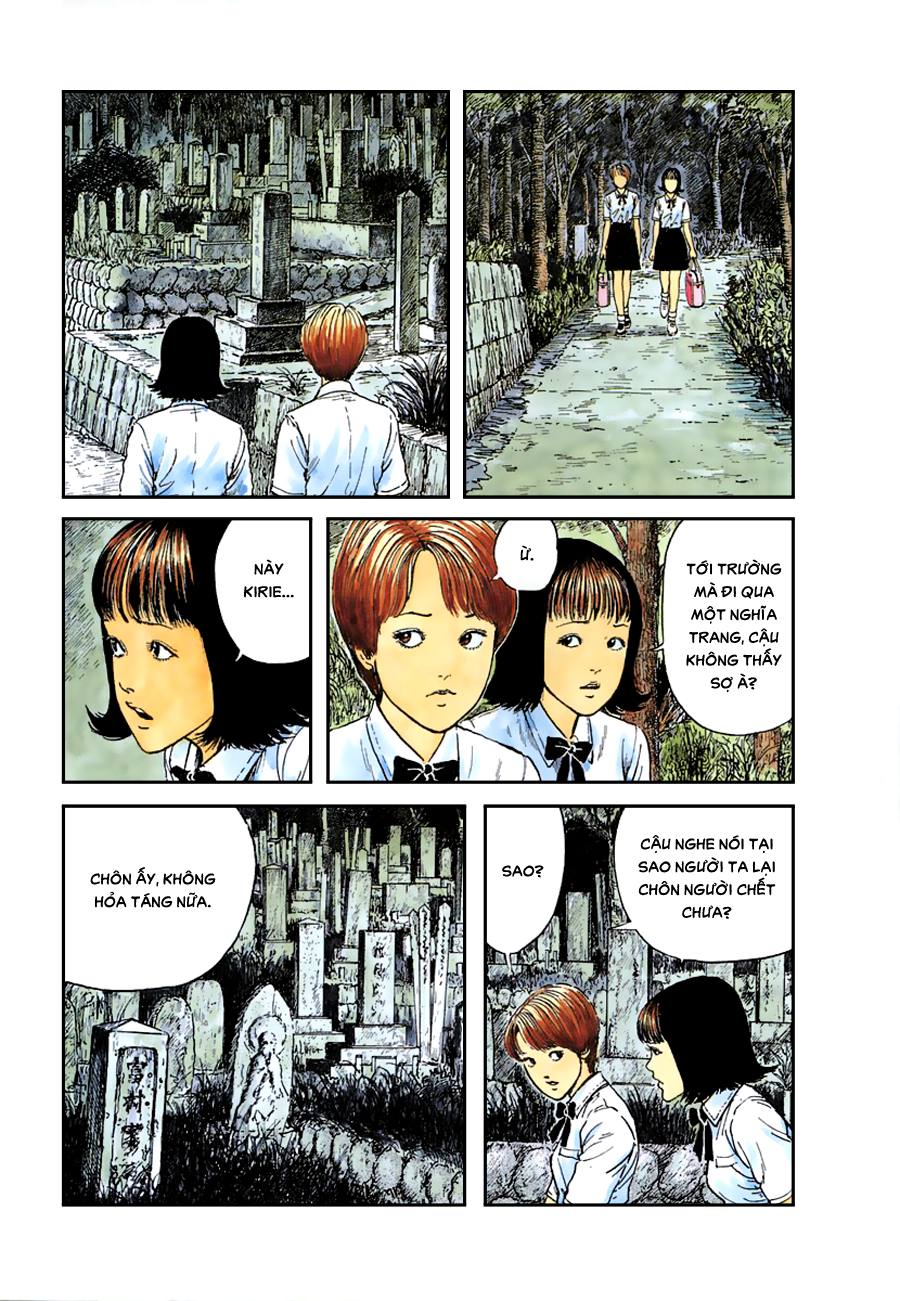 TỚI TRƯỜNG
MÀ ĐI QUA
MỘT NGHĨA
TRANG, CẬU
KHÔNG THẤY
SỢ À?
Ừ.
NÀY
KIRIE...
CẬU NGHE NÓI TẠI
SAO NGƯỜI TA LẠI
CHÔN NGƯỜI CHẾT
CHƯA?
SAO?
CHÔN ẤY, KHÔNG
HỎA TÁNG NỮA.